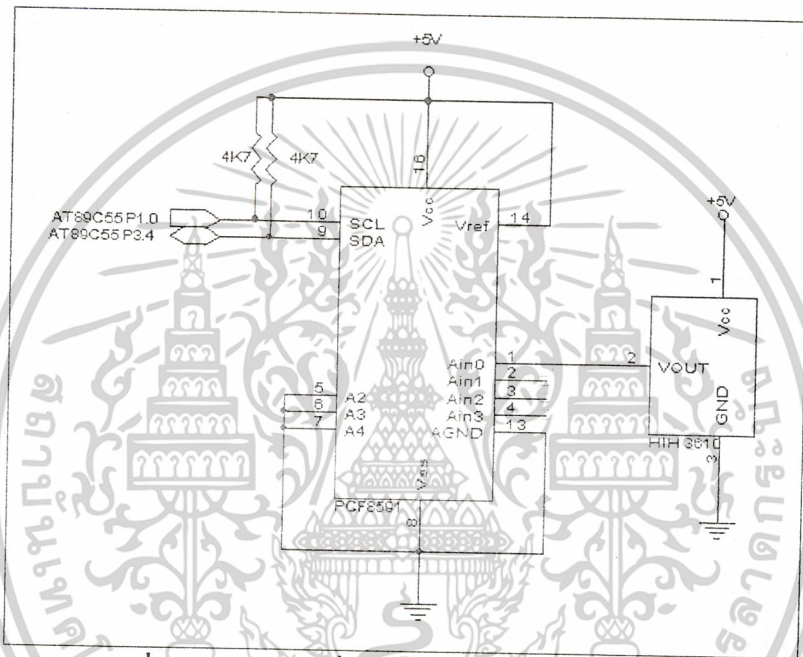 +5V
4K7
4K7
16
Vcc
AT89C55 P1.0
10
SCL
Vref
14
AT89C55 P3.4
9
SDA
+5V
1
Vcc
Ain0
1
2
VOUT
Ain1
2
5
A2
Ain2
3
6
A3
Ain3
4
7
A4
AGND
13
GND
HIH 3610
3
Vss
PCF8591
8